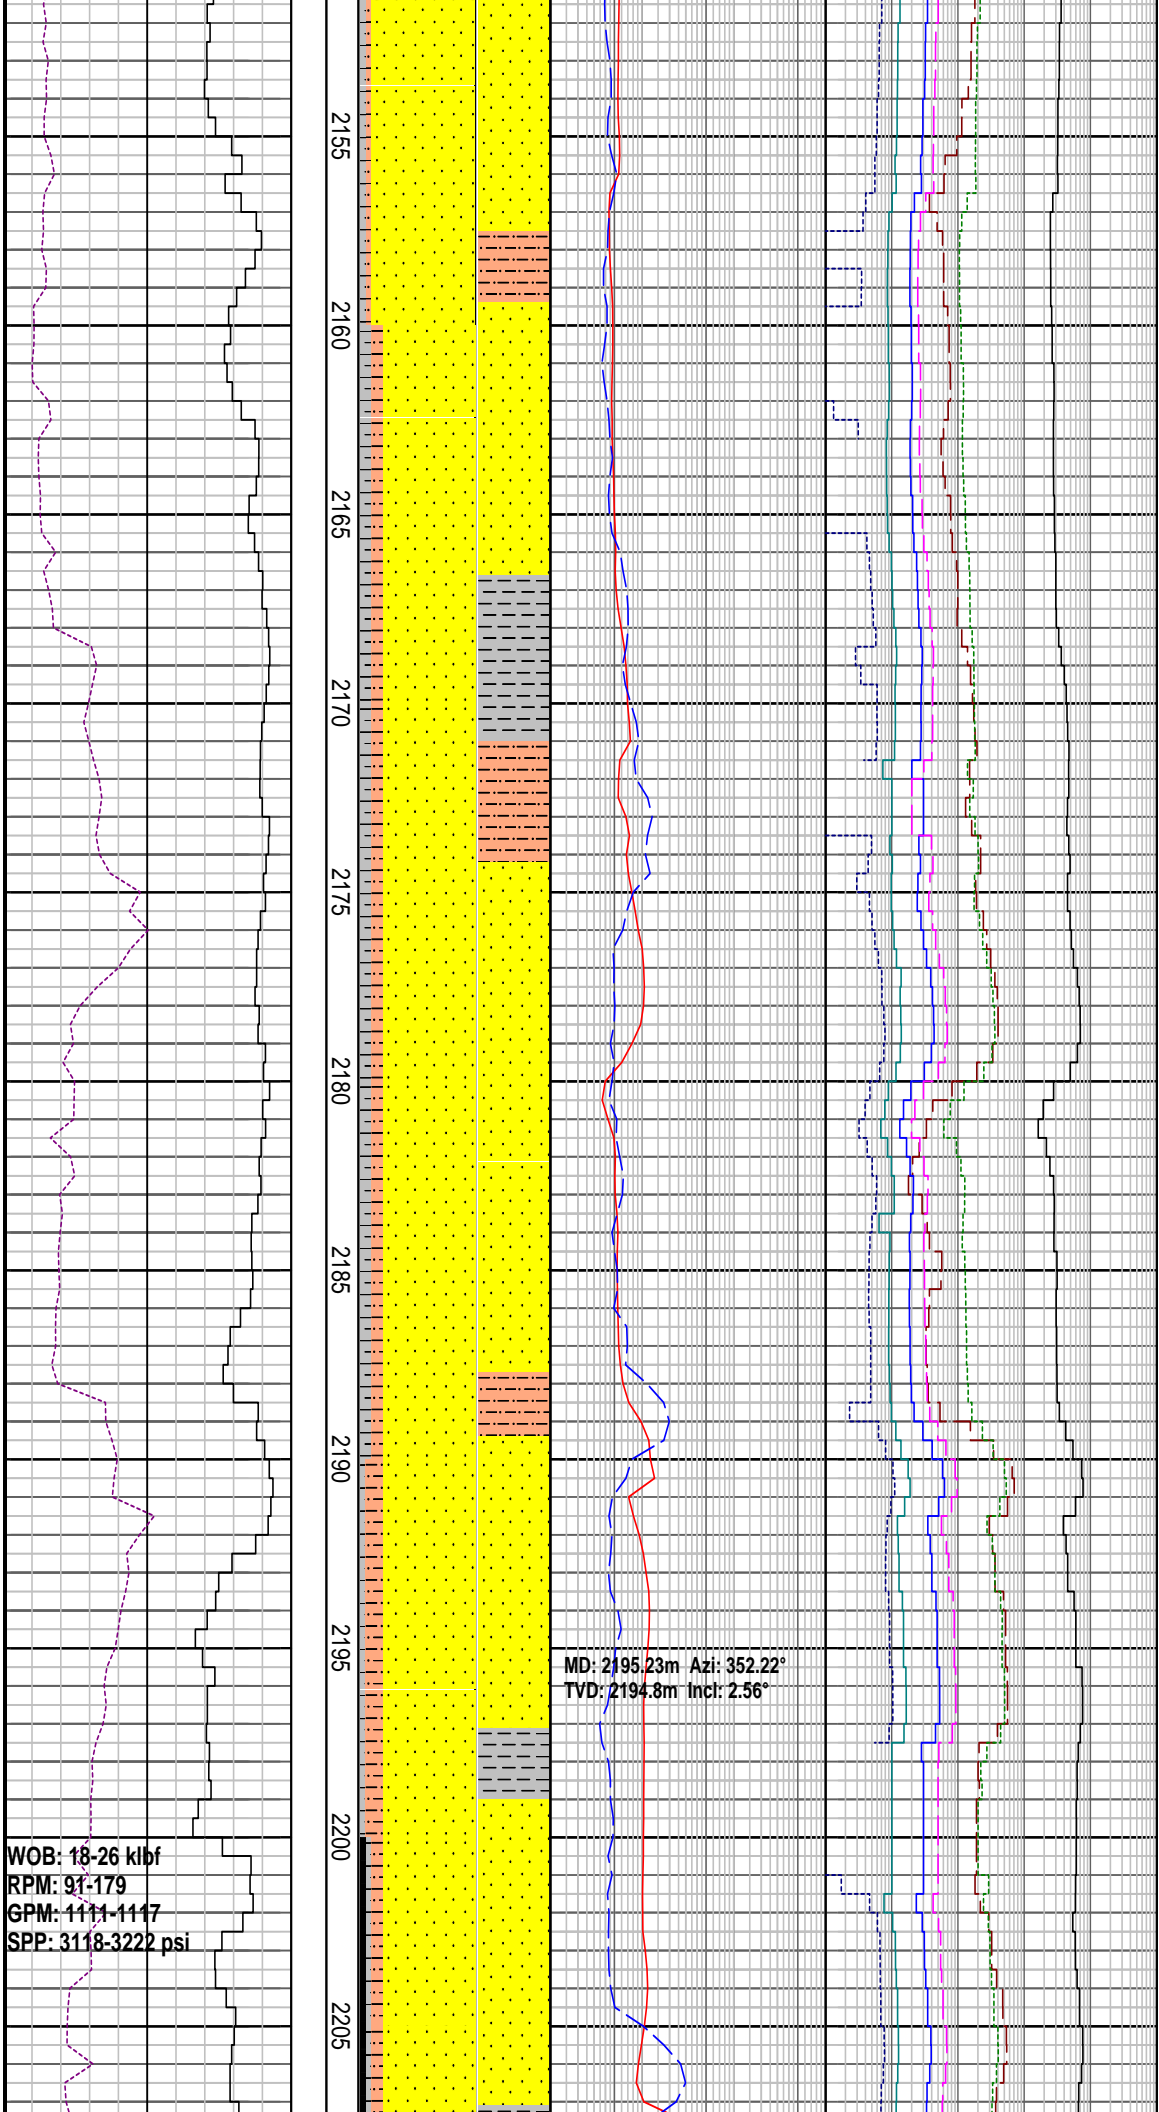 2155
2160
2165
2170
2175
2180
2185
2190
2195
MD: 2195.23m Azi: 352.22°
TVD: 2194.8m Incl: 2.56°
2200
WOB: 18-26 klbf
RPM: 91-179
GPM: 1111-1117
SPP: 3118-3222 psi
2205